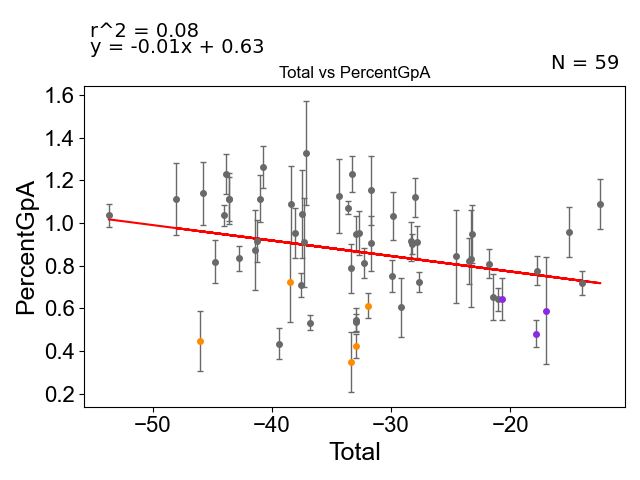 r^2 = 0.08
y = -0.01x + 0.63
N = 59
Total vs PercentGpA
PercentGpA
1.6
1.4
1.2
1.0
0.8
0.6
0.4
0.2
−50
−40
−30
−20
Total